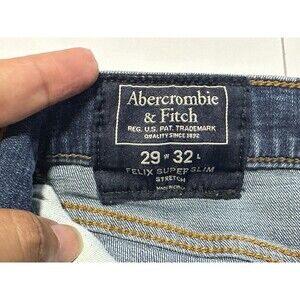 Abercrombie
& Fitch
REG. U.S. PAT. TRADEMARK
QUALITY SINCE 1892
29 W 32 L
FELIX SUPER SLIM
STRETCH